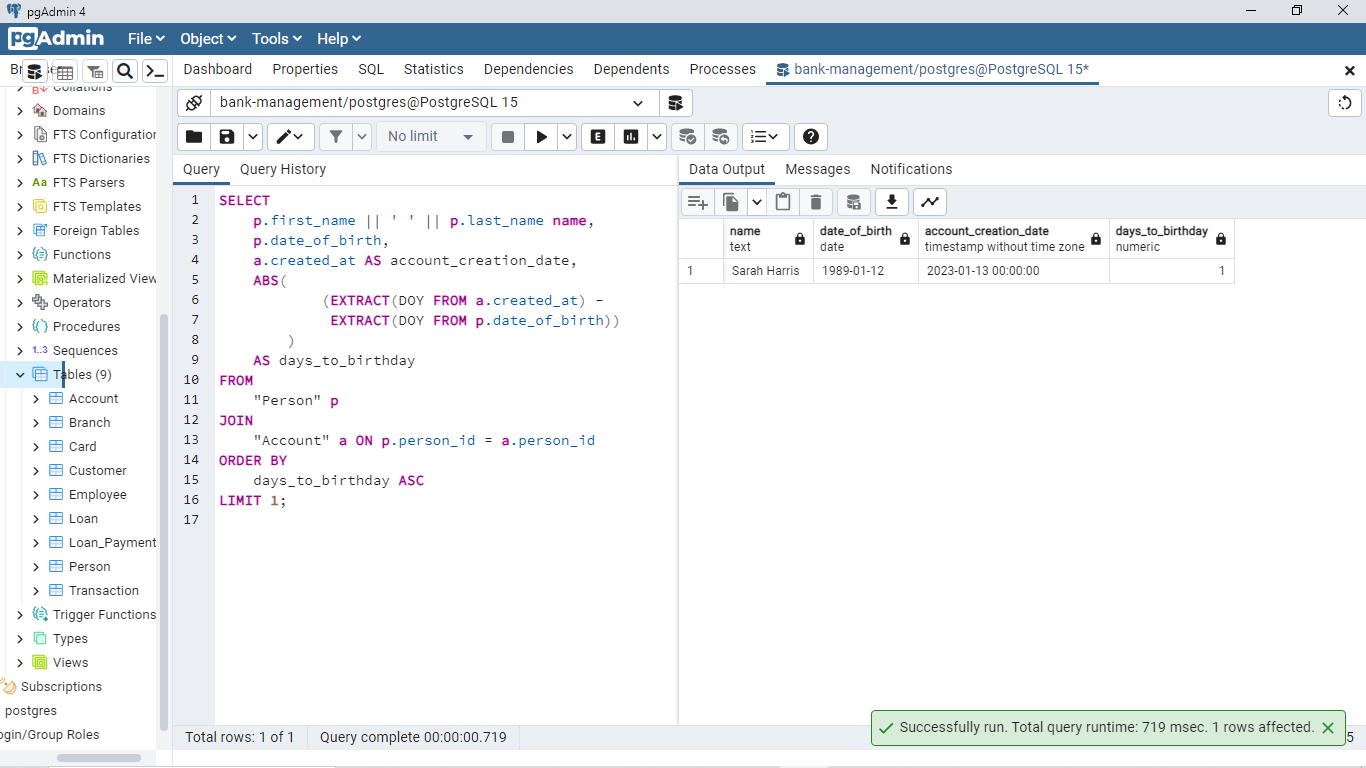 pgAdmin 4
pgAdmin File Object Tools Help
Dashboard Properties SQL Statistics Dependencies Dependents Processes bank-management/postgres@PostgreSQL 15*
bank-management/postgres@PostgreSQL 15
No limit
Query Query History
Data Output Messages Notifications
Collations
Domains
FTS Configuration
FTS Dictionaries
Aa FTS Parsers
FTS Templates
Foreign Tables
Functions
Materialized View
Operators
Procedures
1..3 Sequences
Tables (9)
Account
Branch
Card
Customer
Employee
Loan
Loan_Payment
Person
Transaction
Trigger Functions
Types
Views
Subscriptions
postgres
ogin/Group Roles
1 SELECT
2 p.first_name || ' ' || p.last_name name,
3 p.date_of_birth,
4 a.created_at AS account_creation_date,
5 ABS(
6 (EXTRACT(DOY FROM a.created_at) -
7 EXTRACT(DOY FROM p.date_of_birth))
8 )
9 AS days_to_birthday
10 FROM
11 "Person" p
12 JOIN
13 "Account" a ON p.person_id = a.person_id
14 ORDER BY
15 days_to_birthday ASC
16 LIMIT 1;
17
name date_of_birth account_creation_date days_to_birthday
text date timestamp without time zone numeric
1 Sarah Harris 1989-01-12 2023-01-13 00:00:00 1
Total rows: 1 of 1 Query complete 00:00:00.719
Successfully run. Total query runtime: 719 msec. 1 rows affected.
5